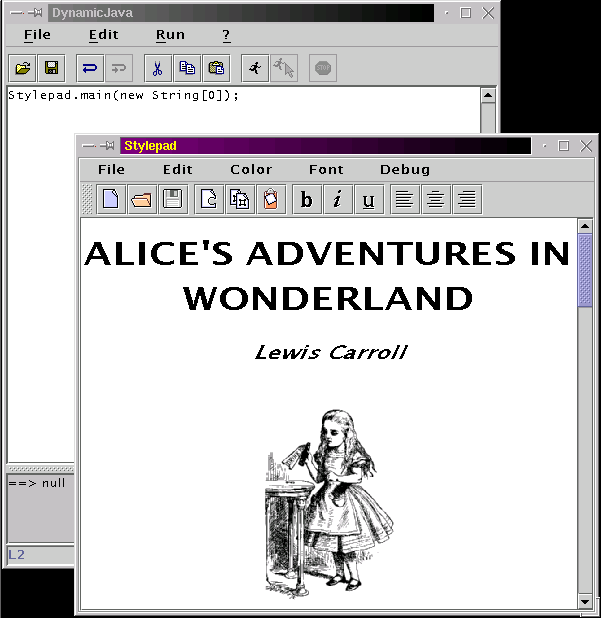 DynamicJava
File Edit Run ?
STOP
Stylepad.main(new String[0]);
==> null
L2
Stylepad
File Edit Color Font Debug
b i u
ALICE'S ADVENTURES IN
WONDERLAND
Lewis Carroll